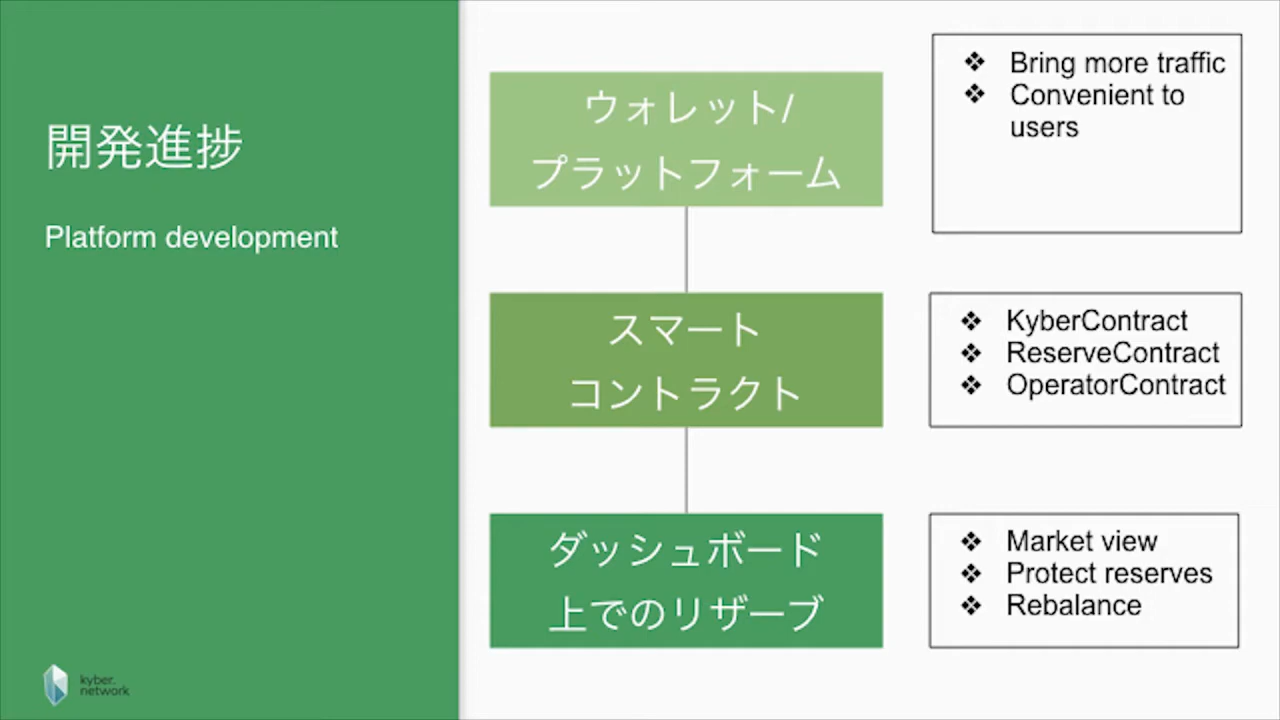 開発進捗
Platform development
ウォレット/
プラットフォーム
❖ Bring more traffic
❖ Convenient to
users
スマート
コントラクト
❖ KyberContract
❖ ReserveContract
❖ OperatorContract
ダッシュボード
上でのリザーブ
❖ Market view
❖ Protect reserves
❖ Rebalance
kyber.
network